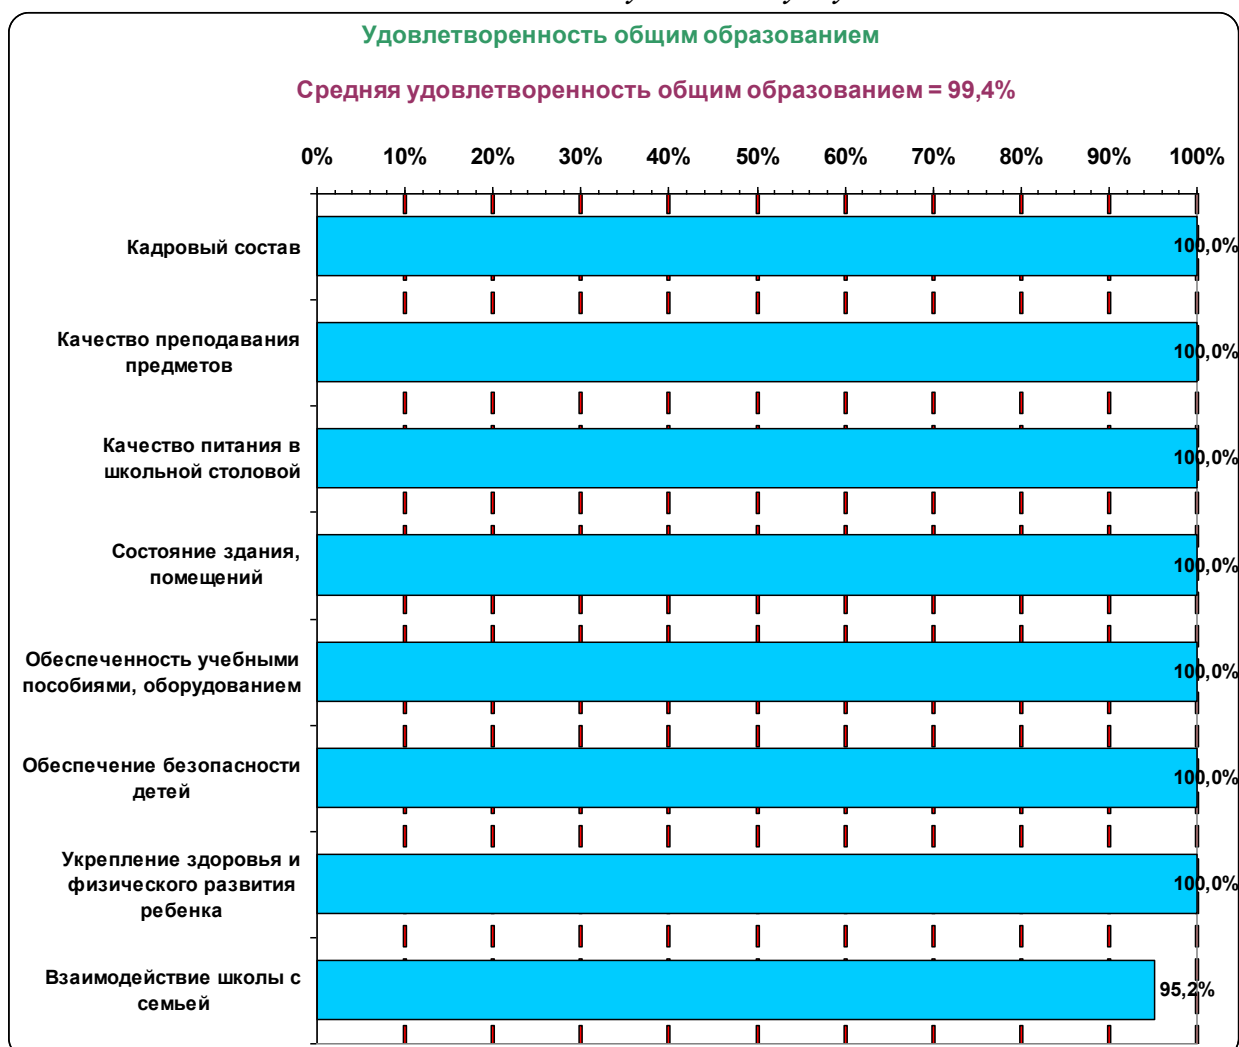 Удовлетворенность общим образованием
Средняя удовлетворенность общим образованием = 99,4%
0% 10% 20% 30% 40% 50% 60% 70% 80% 90% 100%
Кадровый состав
100,0%
Качество преподавания
предметов
100,0%
Качество питания в
школьной столовой
100,0%
Состояние здания,
помещений
100,0%
Обеспеченность учебными
пособиями, оборудованием
100,0%
Обеспечение безопасности
детей
100,0%
Укрепление здоровья и
физического развития
ребенка
100,0%
Взаимодействие школы с
семьей
95,2%